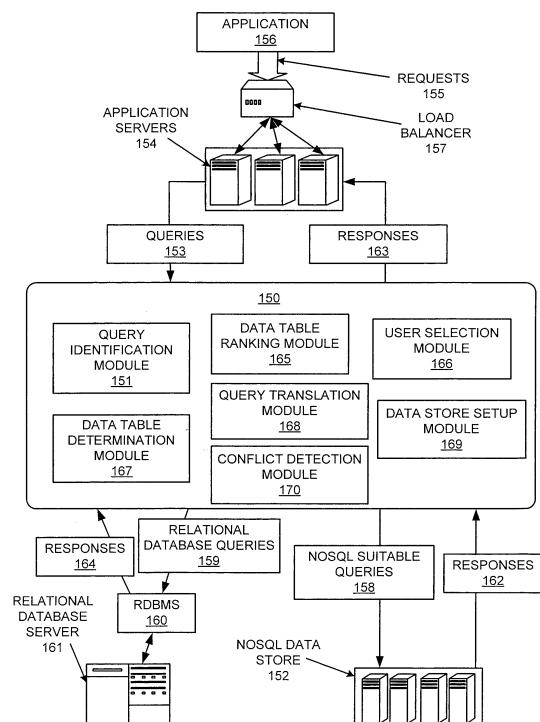 APPLICATION
156
REQUESTS
155
APPLICATION
SERVERS
154
LOAD
BALANCER
157
QUERIES
153
RESPONSES
163
150
QUERY
IDENTIFICATION
MODULE
151
DATA TABLE
RANKING MODULE
165
USER SELECTION
MODULE
166
QUERY TRANSLATION
MODULE
168
DATA TABLE
DETERMINATION
MODULE
167
DATA STORE SETUP
MODULE
169
CONFLICT DETECTION
MODULE
170
RESPONSES
164
RELATIONAL
DATABASE QUERIES
159
NOSQL SUITABLE
QUERIES
158
RESPONSES
162
RDBMS
160
RELATIONAL
DATABASE
SERVER
161
NOSQL DATA
STORE
152